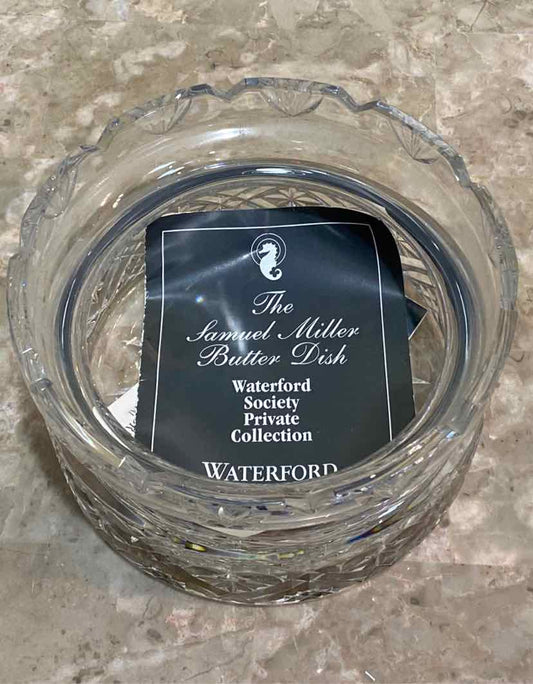 The
Samuel Miller
Butter Dish
Waterford
Society
Private
Collection
WATERFORD